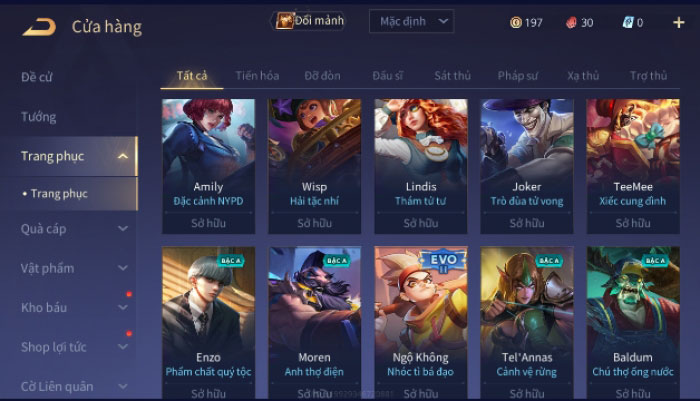 Cửa hàng
Đổi mảnh
Mặc định
197
30
0
Đề cử
Tướng
Trang phục
Trang phục
Quà cáp
Vật phẩm
Kho báu
Shop lợi tức
Cờ Liên quân
Tất cả
Tiến hóa
Đỡ đòn
Đấu sĩ
Sát thủ
Pháp sư
Xạ thủ
Trợ thủ
Amily
Đặc cảnh NYPD
Sở hữu
Wisp
Hải tặc nhí
Sở hữu
Lindis
Thám tử tư
Sở hữu
Joker
Trò đùa tử vong
Sở hữu
TeeMee
Xiếc cung đình
Sở hữu
BẬC A
Enzo
Phẩm chất quý tộc
Sở hữu
BẬC A
Moren
Anh thợ điện
Sở hữu
EVO
II
Ngộ Không
Nhóc tì bá đạo
Sở hữu
BẬC A
Tel'Annas
Cảnh vệ rừng
Sở hữu
BẬC A
Baldum
Chú thợ ống nước
Sở hữu